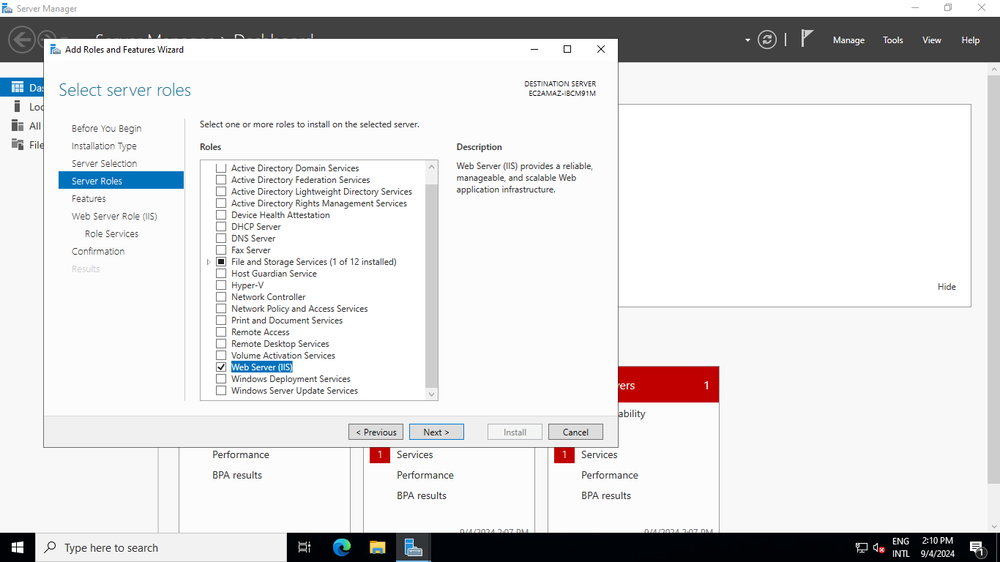 Server Manager
Manage
Tools
View
Help
Add Roles and Features Wizard
Select server roles
DESTINATION SERVER
EC2AMAZ-IBCM91M
Before You Begin
Installation Type
Server Selection
Server Roles
Features
Web Server Role (IIS)
Role Services
Confirmation
Results
Select one or more roles to install on the selected server.
Roles
Active Directory Domain Services
Active Directory Federation Services
Active Directory Lightweight Directory Services
Active Directory Rights Management Services
Device Health Attestation
DHCP Server
DNS Server
Fax Server
File and Storage Services (1 of 12 installed)
Host Guardian Service
Hyper-V
Network Controller
Network Policy and Access Services
Print and Document Services
Remote Access
Remote Desktop Services
Volume Activation Services
Web Server (IIS)
Windows Deployment Services
Windows Server Update Services
Description
Web Server (IIS) provides a reliable,
manageable, and scalable Web
application infrastructure.
< Previous
Next >
Install
Cancel
Hide
1
Performance
BPA results
1 Services
Performance
BPA results
9/4/2024 2:07 PM
1 Services
Performance
BPA results
9/4/2024 2:07 PM
Type here to search
ENG
INTL
2:10 PM
9/4/2024
1